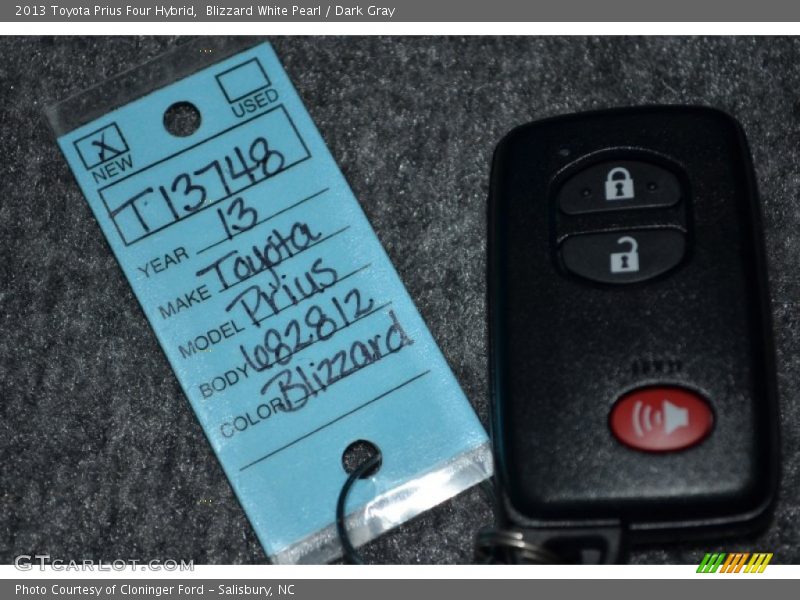 2013 Toyota Prius Four Hybrid,  Blizzard White Pearl / Dark Gray
USED
X
NEW
T13748
YEAR 13
MAKE Toyota
MODEL Prius
BODY 682812
COLOR Blizzard
GTCARLOT.COM
Photo Courtesy of Cloninger Ford – Salisbury, NC